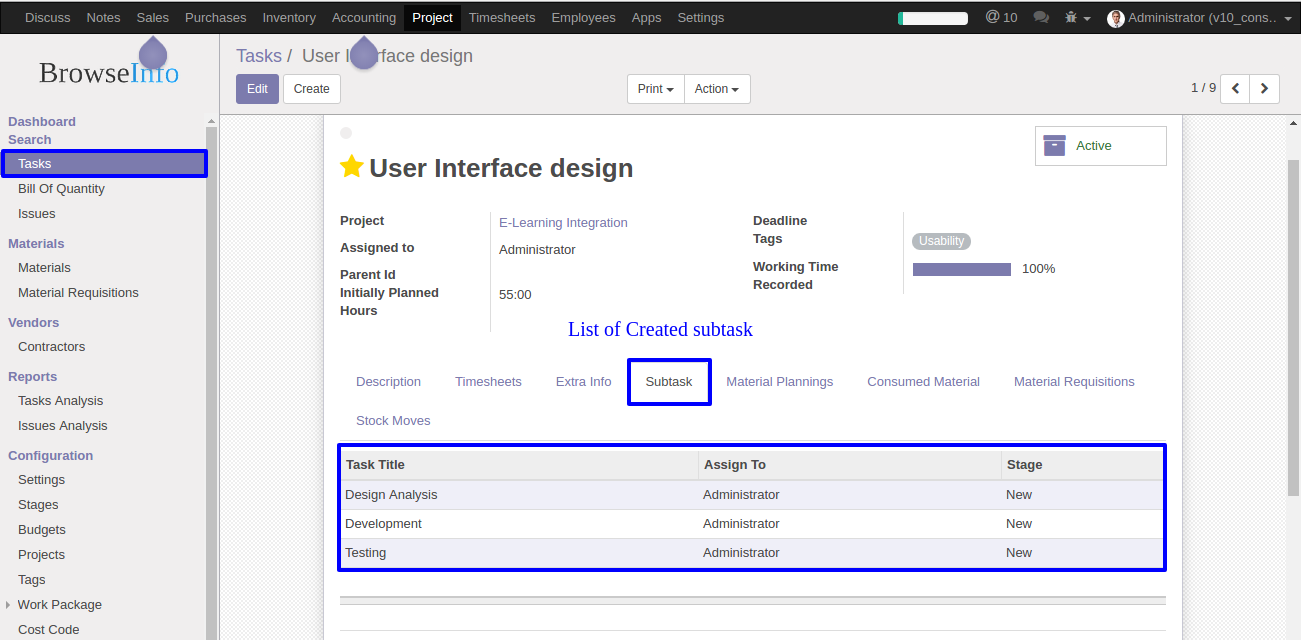 Discuss Notes Sales Purchases Inventory Accounting Project Timesheets Employees Apps Settings @ 10 Administrator (v10_cons..
BrowseInfo
Tasks / User I rface design
Edit Create Print Action 1 / 9
Dashboard
Search
Tasks
Bill Of Quantity
Issues
Materials
Materials
Material Requisitions
Vendors
Contractors
Reports
Tasks Analysis
Issues Analysis
Configuration
Settings
Stages
Budgets
Projects
Tags
Work Package
Cost Code
Active
User Interface design
Project E-Learning Integration
Assigned to Administrator
Parent Id
Initially Planned Hours 55:00
Deadline
Tags Usability
Working Time Recorded 100%
List of Created subtask
Description Timesheets Extra Info Subtask Material Plannings Consumed Material Material Requisitions
Stock Moves
Task Title Assign To Stage
Design Analysis Administrator New
Development Administrator New
Testing Administrator New